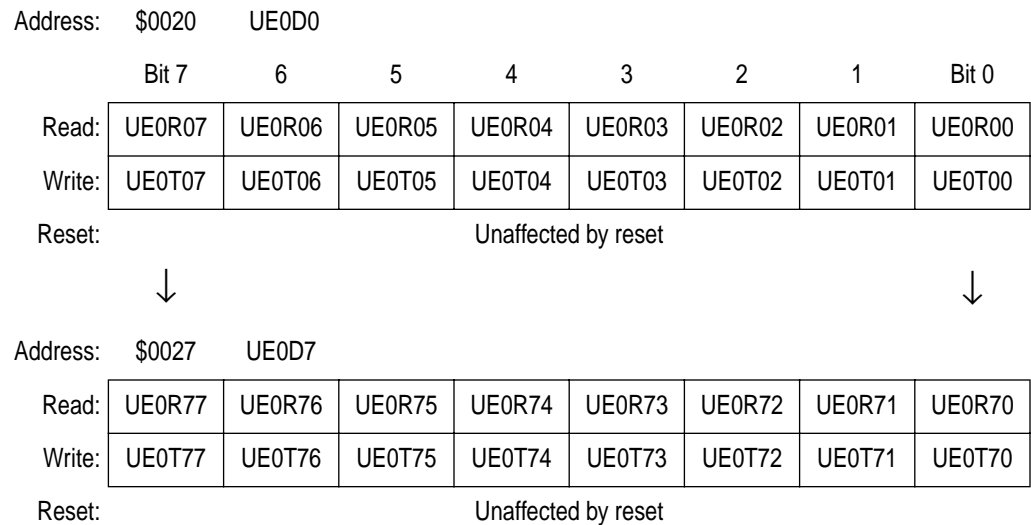 Address: $0020 UE0D0
Bit 7 6 5 4 3 2 1 Bit 0
Read: UE0R07 UE0R06 UE0R05 UE0R04 UE0R03 UE0R02 UE0R01 UE0R00
Write: UE0T07 UE0T06 UE0T05 UE0T04 UE0T03 UE0T02 UE0T01 UE0T00
Reset: Unaffected by reset
↓ ↓
Address: $0027 UE0D7
Read: UE0R77 UE0R76 UE0R75 UE0R74 UE0R73 UE0R72 UE0R71 UE0R70
Write: UE0T77 UE0T76 UE0T75 UE0T74 UE0T73 UE0T72 UE0T71 UE0T70
Reset: Unaffected by reset